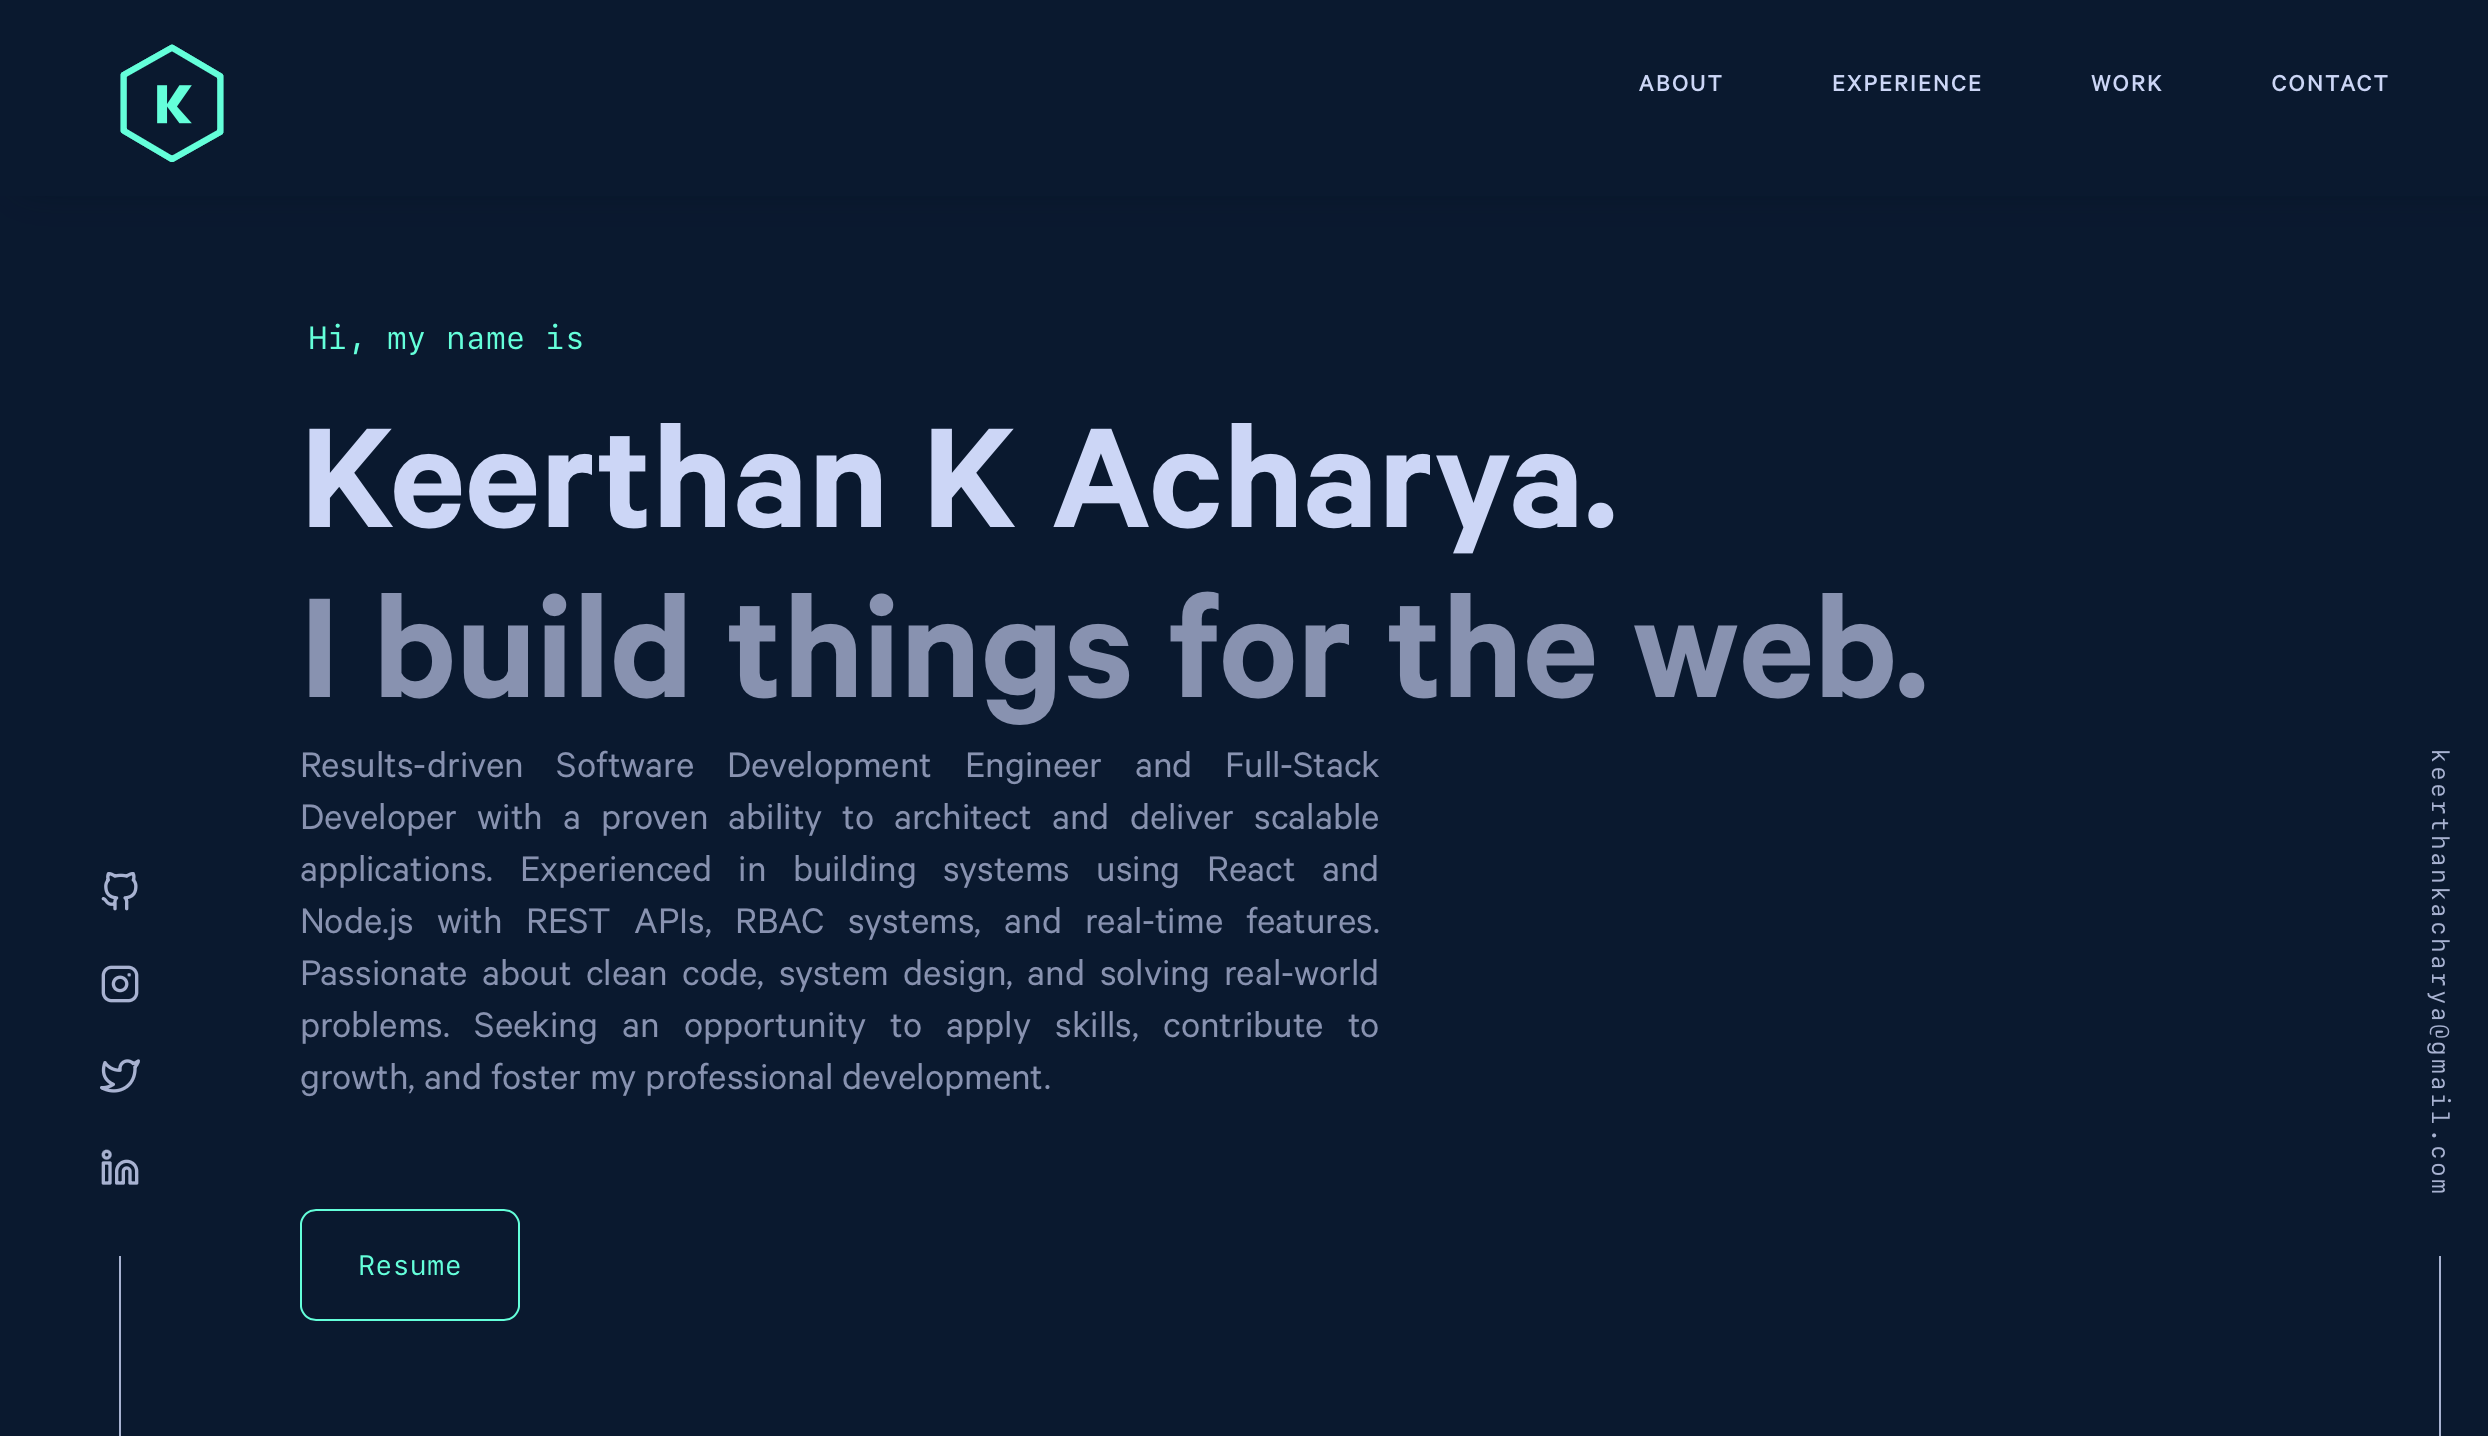 K
ABOUT EXPERIENCE WORK CONTACT
Hi, my name is
Keerthan K Acharya.
I build things for the web.
Results-driven Software Development Engineer and Full-Stack
Developer with a proven ability to architect and deliver scalable
applications. Experienced in building systems using React and
Node.js with REST APIs, RBAC systems, and real-time features.
Passionate about clean code, system design, and solving real-world
problems. Seeking an opportunity to apply skills, contribute to
growth, and foster my professional development.
Resume
keerthankacharya@gmail.com